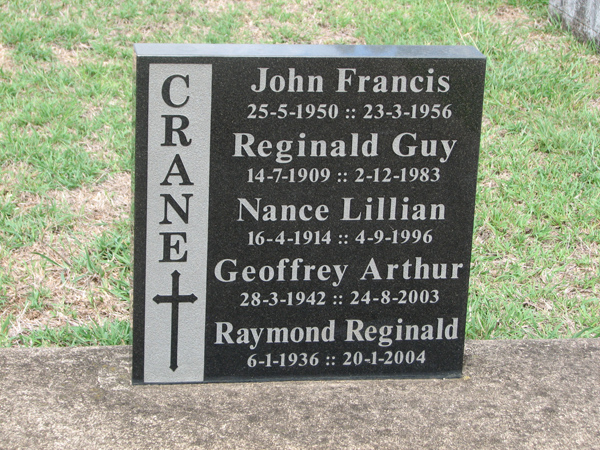 CRANE
John Francis
25-5-1950 :: 23-3-1956
Reginald Guy
14-7-1909 :: 2-12-1983
Nance Lillian
16-4-1914 :: 4-9-1996
Geoffrey Arthur
28-3-1942 :: 24-8-2003
Raymond Reginald
6-1-1936 :: 20-1-2004